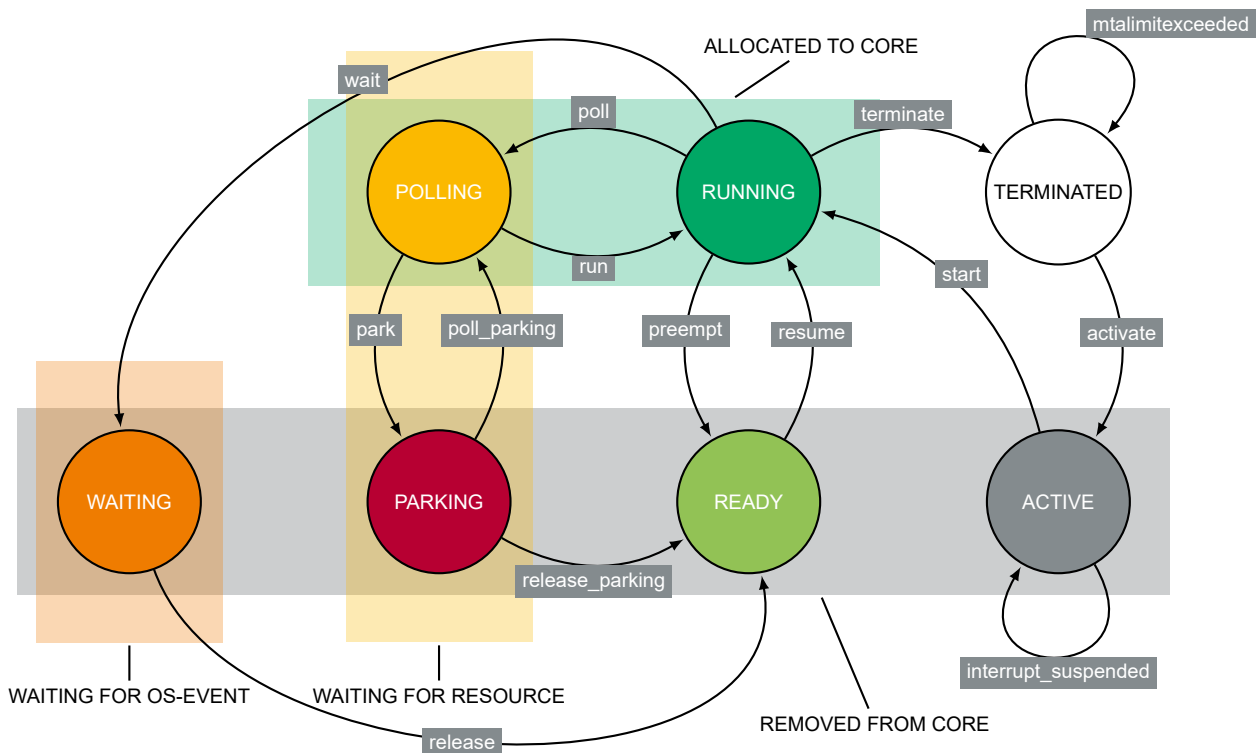 mtalimitexceeded
ALLOCATED TO CORE
wait
poll
terminate
POLLING
RUNNING
TERMINATED
run
start
park
poll_parking
preempt
resume
activate
WAITING
PARKING
READY
ACTIVE
release_parking
interrupt_suspended
WAITING FOR OS-EVENT
WAITING FOR RESOURCE
REMOVED FROM CORE
release